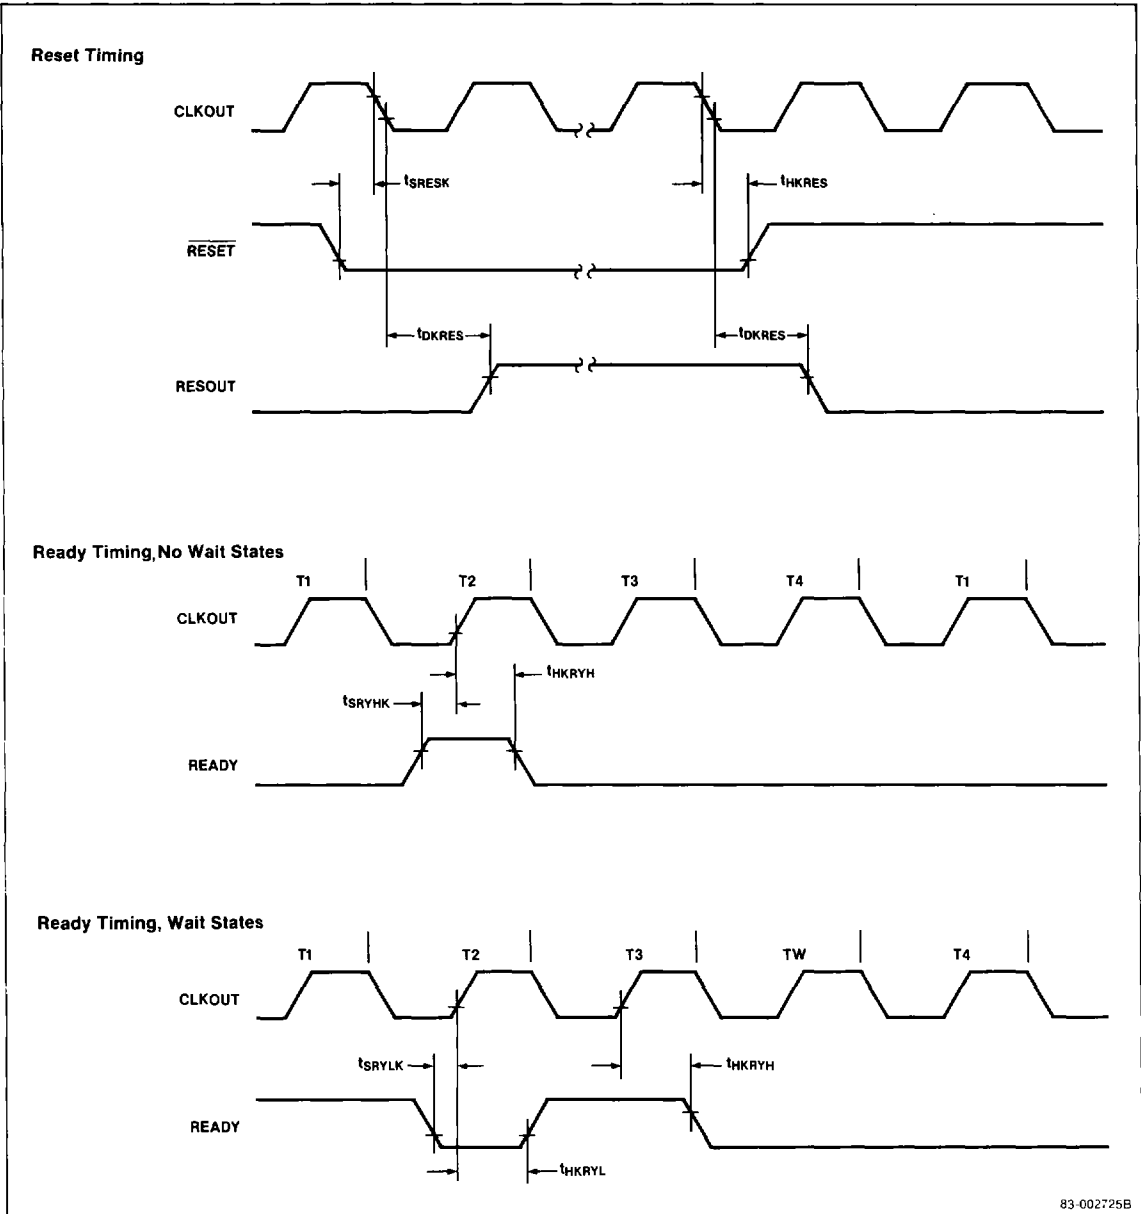 Reset Timing
CLKOUT
tSRESK
tHKRES
RESET
tDKRES
tDKRES
RESOUT
Ready Timing, No Wait States
T1 T2 T3 T4 T1
CLKOUT
tHKRYH
tSRYHK
READY
Ready Timing, Wait States
T1 T2 T3 TW T4
CLKOUT
tSRYLK
tHKRYH
READY
tHKRYL
83-002725B